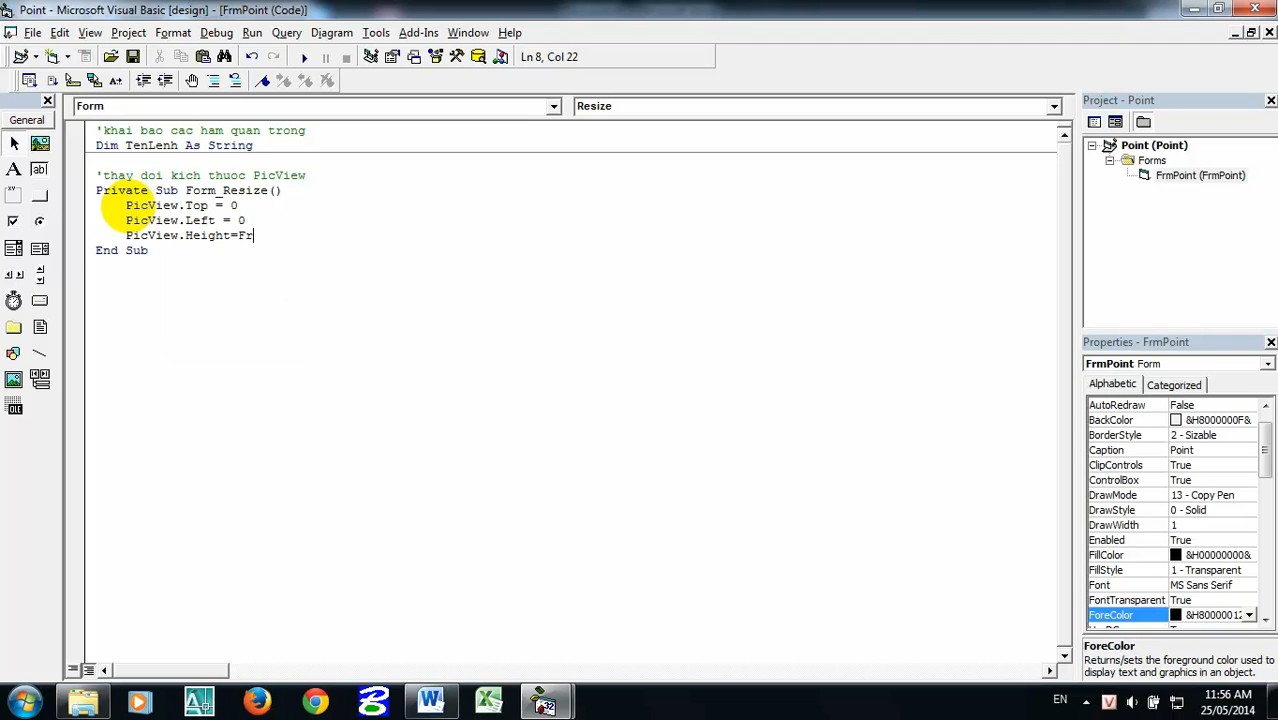 Point - Microsoft Visual Basic [design] - [FrmPoint (Code)]
File Edit View Project Format Debug Run Query Diagram Tools Add-Ins Window Help
Ln 8, Col 22
General
Form
Resize
'khai bao cac ham quan trong
Dim TenLenh As String
'thay doi kich thuoc PicView
Private Sub Form_Resize()
PicView.Top = 0
PicView.Left = 0
PicView.Height=Fr
End Sub
Project - Point
Point (Point)
Forms
FrmPoint (FrmPoint)
Properties - FrmPoint
FrmPoint Form
Alphabetic Categorized
AutoRedraw False
BackColor &H8000000F&
BorderStyle 2 - Sizable
Caption Point
ClipControls True
ControlBox True
DrawMode 13 - Copy Pen
DrawStyle 0 - Solid
DrawWidth 1
Enabled True
FillColor &H00000000&
FillStyle 1 - Transparent
Font MS Sans Serif
FontTransparent True
ForeColor &H80000012
ForeColor
Returns/sets the foreground color used to
display text and graphics in an object.
EN
11:56 AM
25/05/2014